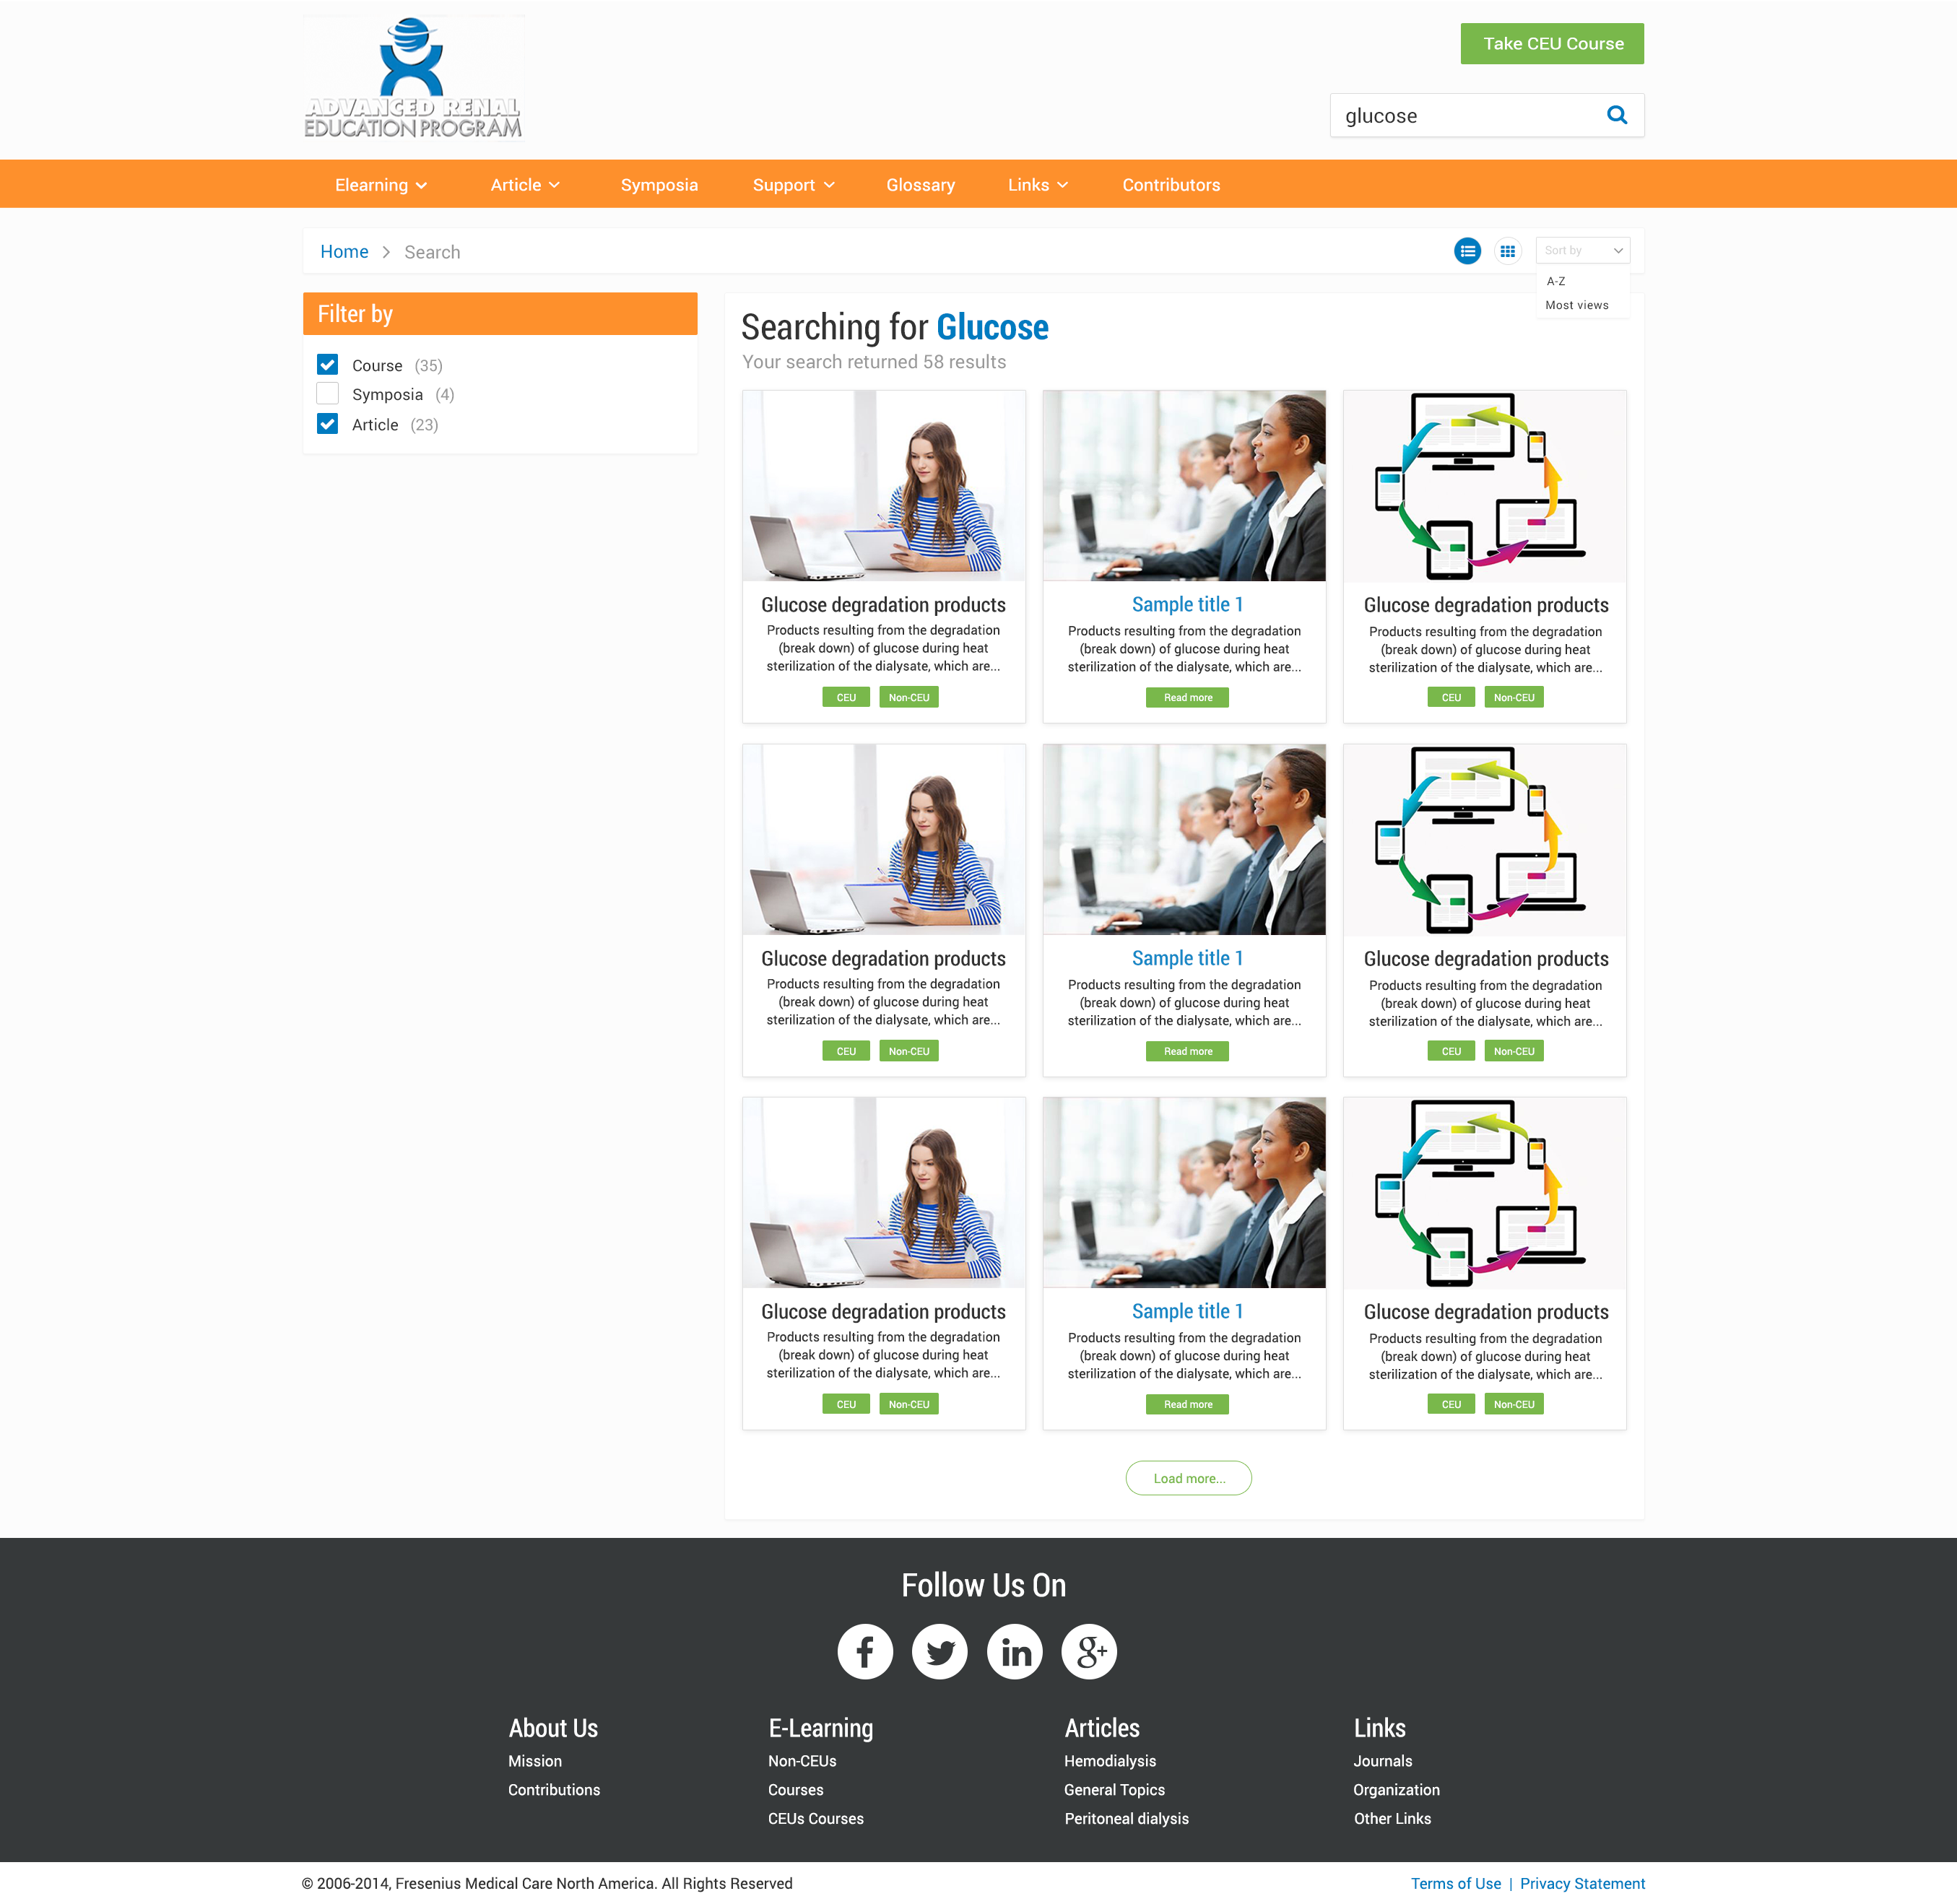 Take CEU Course
ADVANCED RENAL
EDUCATION PROGRAM
glucose
Elearning
Article
Symposia
Support
Glossary
Links
Contributors
Home
Search
Sort by
A-Z
Most views
Filter by
Course (35)
Symposia (4)
Article (23)
Searching for Glucose
Your search returned 58 results
Glucose degradation products
Products resulting from the degradation
(break down) of glucose during heat
sterilization of the dialysate, which are...
CEU
Non-CEU
Sample title 1
Products resulting from the degradation
(break down) of glucose during heat
sterilization of the dialysate, which are...
Read more
Glucose degradation products
Products resulting from the degradation
(break down) of glucose during heat
sterilization of the dialysate, which are...
CEU
Non-CEU
Glucose degradation products
Products resulting from the degradation
(break down) of glucose during heat
sterilization of the dialysate, which are...
CEU
Non-CEU
Sample title 1
Products resulting from the degradation
(break down) of glucose during heat
sterilization of the dialysate, which are...
Read more
Glucose degradation products
Products resulting from the degradation
(break down) of glucose during heat
sterilization of the dialysate, which are...
CEU
Non-CEU
Glucose degradation products
Products resulting from the degradation
(break down) of glucose during heat
sterilization of the dialysate, which are...
CEU
Non-CEU
Sample title 1
Products resulting from the degradation
(break down) of glucose during heat
sterilization of the dialysate, which are...
Read more
Glucose degradation products
Products resulting from the degradation
(break down) of glucose during heat
sterilization of the dialysate, which are...
CEU
Non-CEU
Load more...
Follow Us On
About Us
Mission
Contributions
E-Learning
Non-CEUs
Courses
CEUs Courses
Articles
Hemodialysis
General Topics
Peritoneal dialysis
Links
Journals
Organization
Other Links
© 2006-2014, Fresenius Medical Care North America. All Rights Reserved
Terms of Use | Privacy Statement